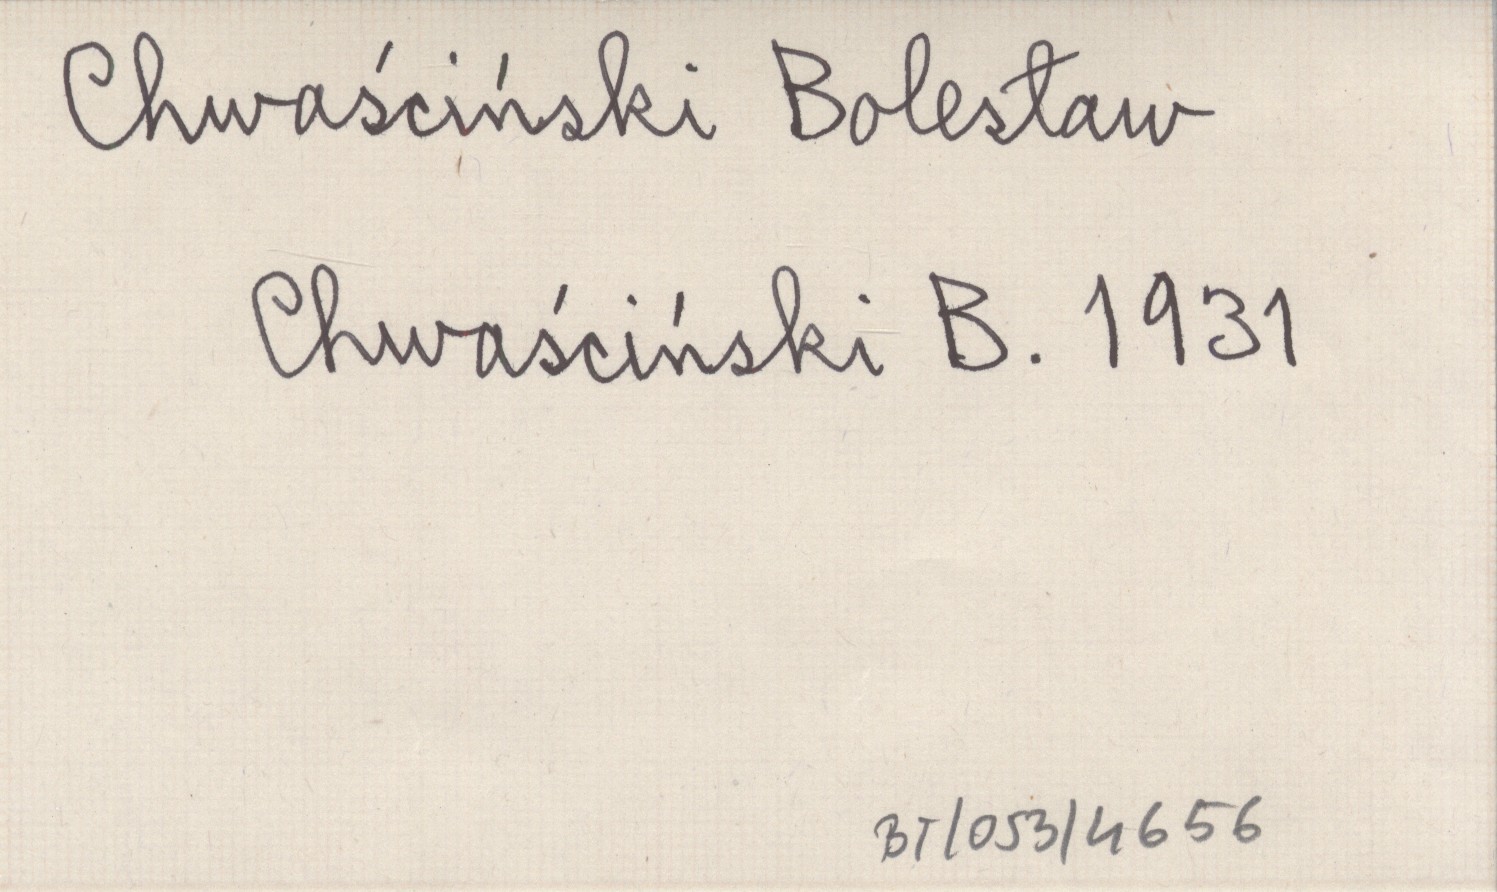 Chwaściński Bolesław
Chwaściński B. 1931
BT/053/4656